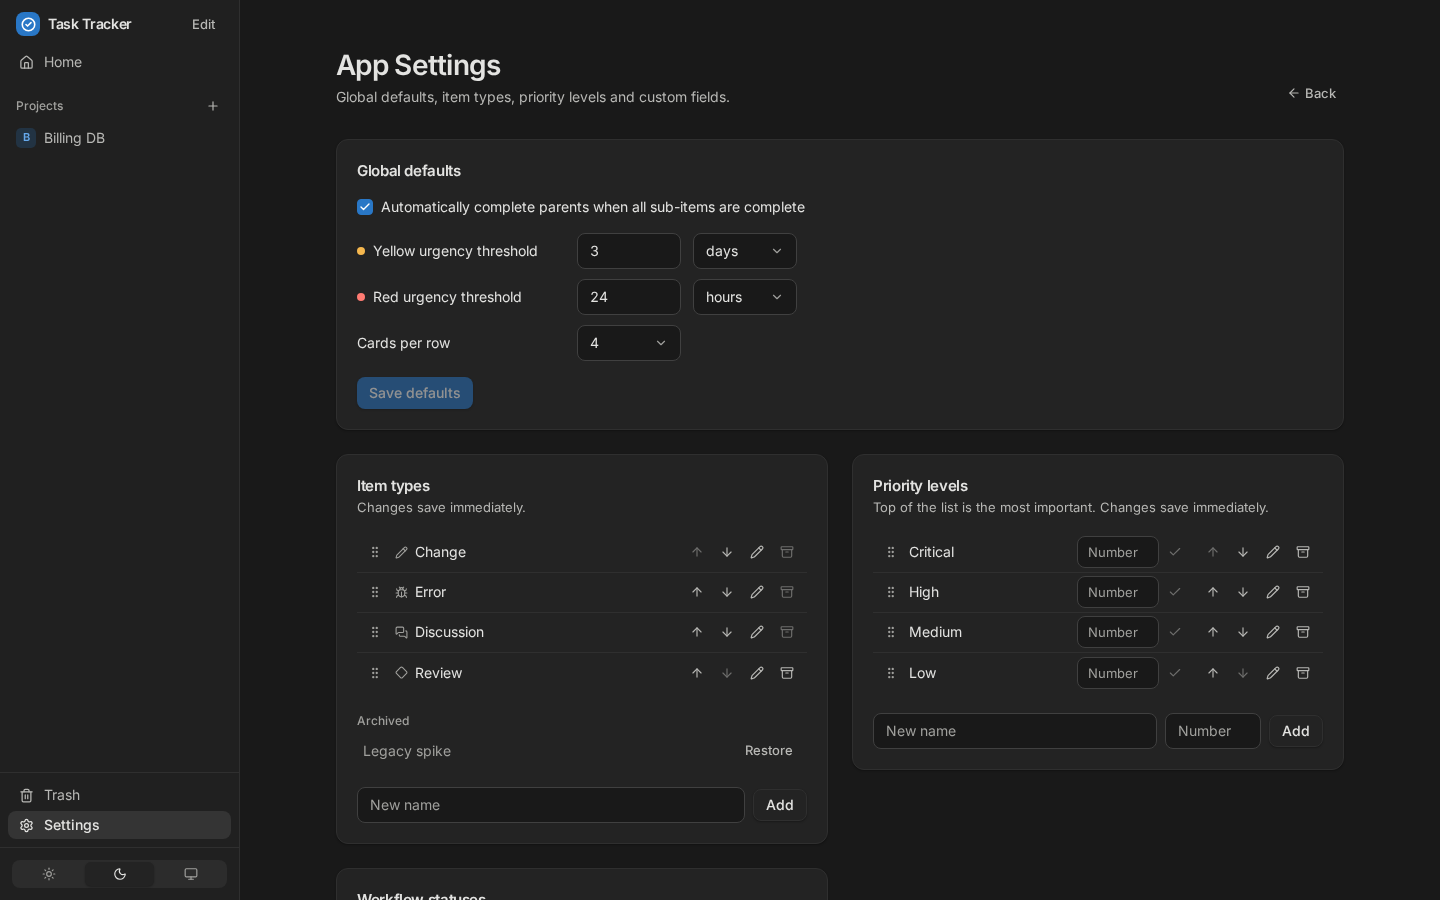 Task Tracker
Edit
Home
Projects
B
Billing DB
Trash
Settings
App Settings
Global defaults, item types, priority levels and custom fields.
Back
Global defaults
Automatically complete parents when all sub-items are complete
Yellow urgency threshold
3
days
Red urgency threshold
24
hours
Cards per row
4
Save defaults
Item types
Changes save immediately.
Change
Error
Discussion
Review
Archived
Legacy spike
Restore
New name
Add
Priority levels
Top of the list is the most important. Changes save immediately.
Critical
Number
High
Number
Medium
Number
Low
Number
New name
Number
Add
Workflow statuses